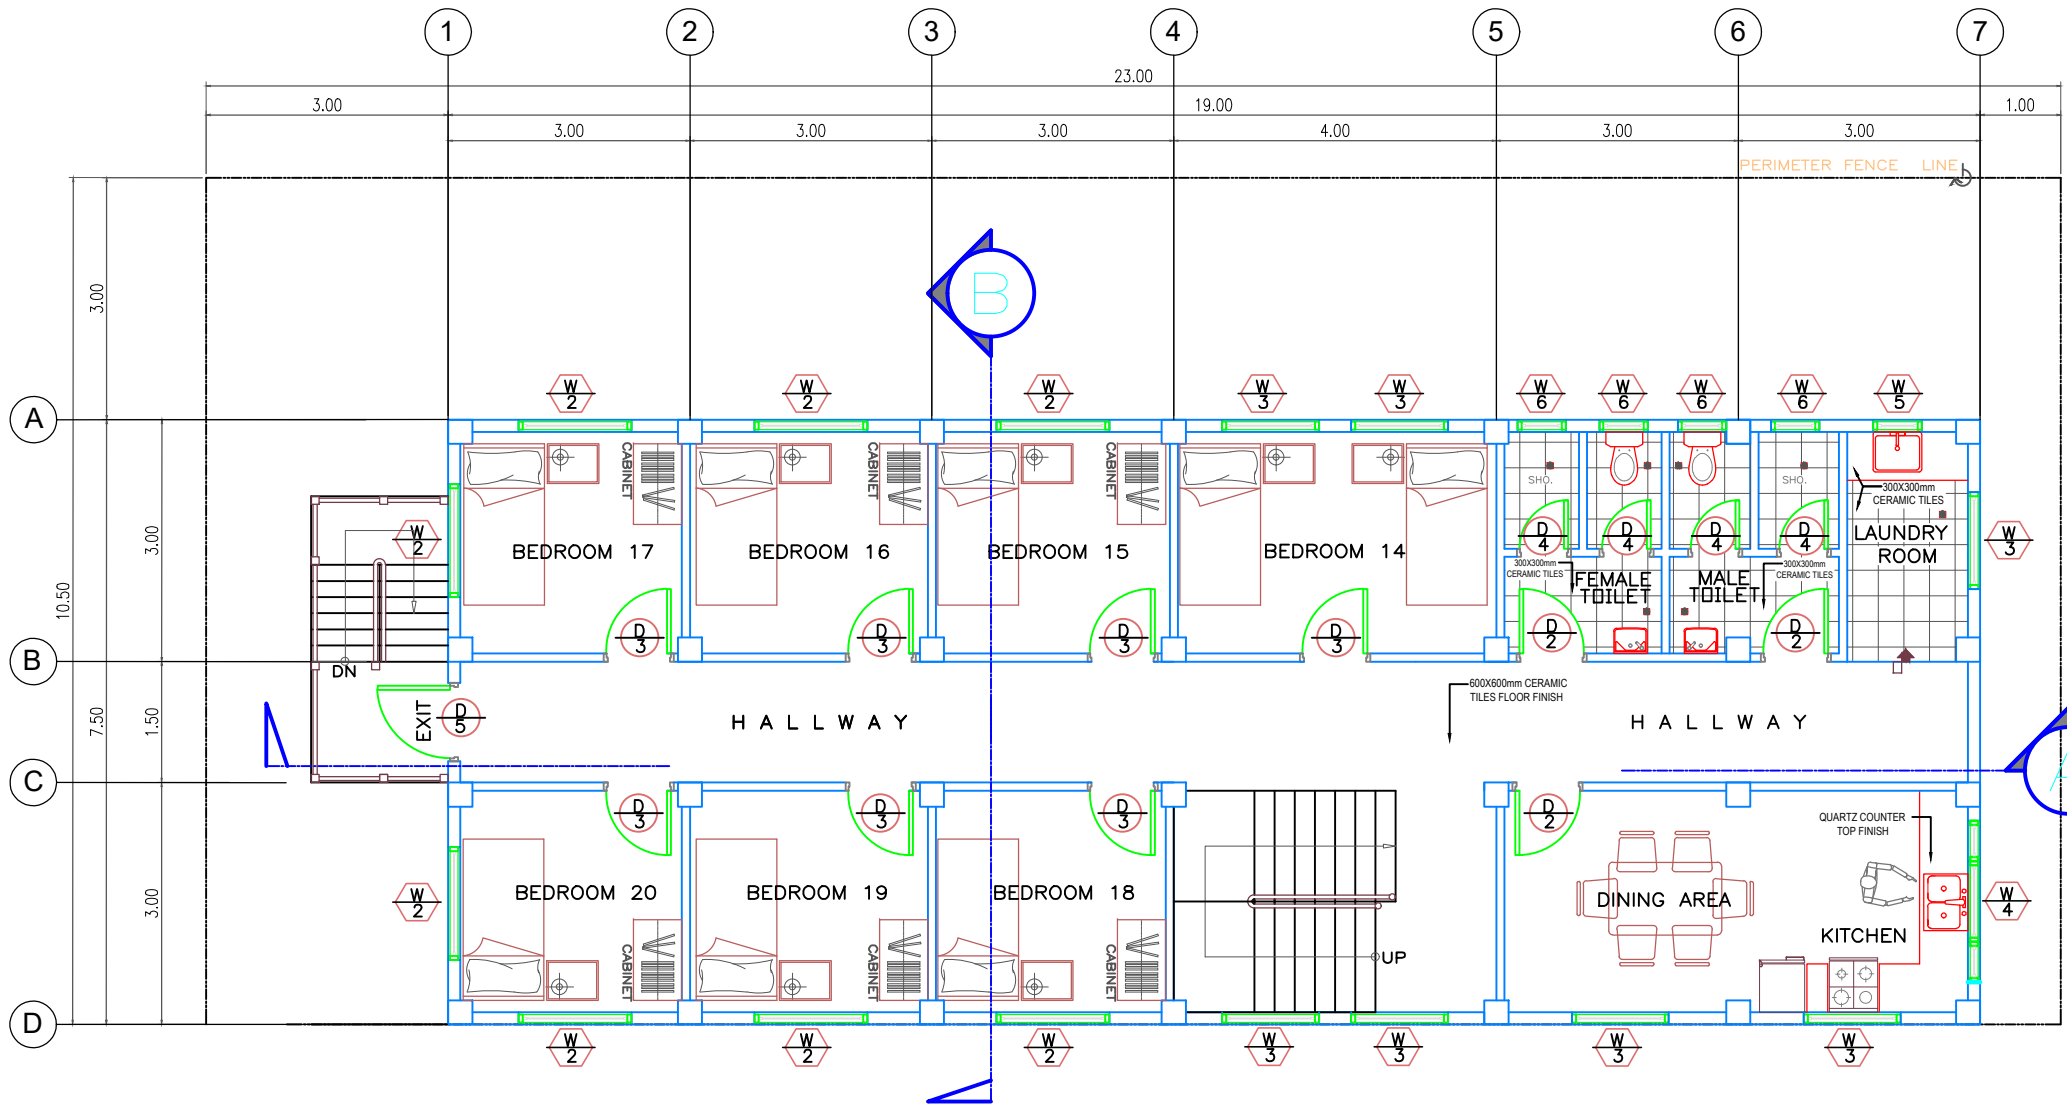 1 2 3 4 5 6 7
23.00
3.00 19.00 1.00
3.00 3.00 3.00 4.00 3.00 3.00
PERIMETER FENCE LINE
3.00
B
W 2 W 2 W 2 W 3 W 3 W 6 W 6 W 6 W 6 W 5
A
CABINET CABINET CABINET
SHO. SHO.
300X300mm
CERAMIC TILES
3.00
W 2
BEDROOM 17 BEDROOM 16 BEDROOM 15 BEDROOM 14
D 4 D 4 D 4 D 4
LAUNDRY
ROOM
W 3
300X300mm
CERAMIC TILES
FEMALE
TOILET
MALE
TOILET
300X300mm
CERAMIC TILES
10.50
D 3 D 3 D 3 D 3 D 2 D 2
B
DN
600X600mm CERAMIC
TILES FLOOR FINISH
7.50 1.50
EXIT
D 5
HALLWAY HALLWAY
A
C
D 3 D 3 D 3 D 2
QUARTZ COUNTER
TOP FINISH
3.00
W 2
BEDROOM 20 BEDROOM 19 BEDROOM 18
DINING AREA
W 4
KITCHEN
CABINET CABINET CABINET
UP
D
W 2 W 2 W 2 W 3 W 3 W 3 W 3